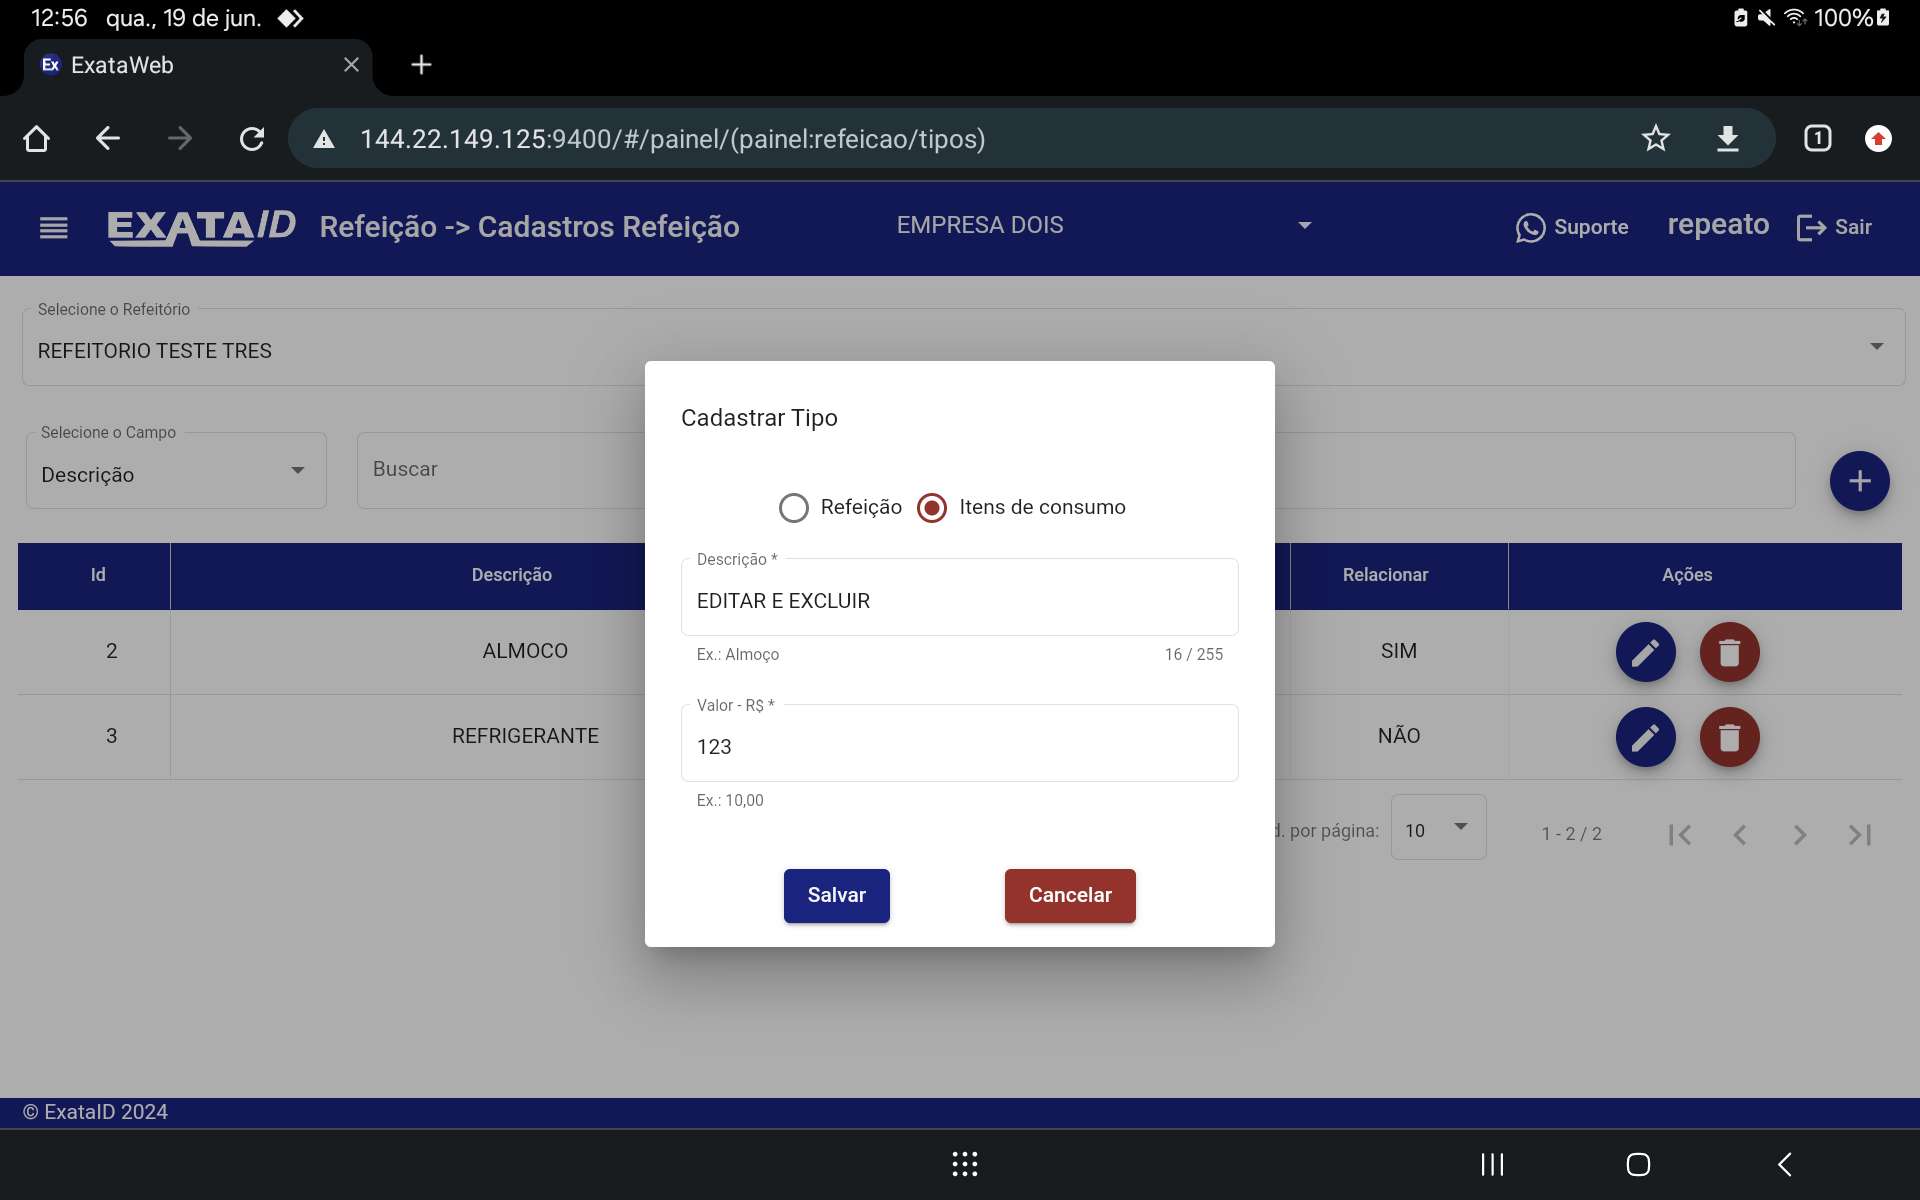 12:56 qua., 19 de jun. 100%
Ex ExataWeb
144.22.149.125:9400/#/painel/(painel:refeicao/tipos) 1
EXATAID Refeição -> Cadastros Refeição EMPRESA DOIS Suporte repeato Sair
Selecione o Refeitório
REFEITORIO TESTE TRES
Cadastrar Tipo
Selecione o Campo
Descrição Buscar
Refeição Itens de consumo
Descrição *
Id Descrição Relacionar Ações
EDITAR E EXCLUIR
2 ALMOCO SIM
Ex.: Almoço 16 / 255
Valor - R$ *
3 REFRIGERANTE NÃO
123
Ex.: 10,00
d. por página: 10 1 - 2 / 2
Salvar Cancelar
© ExataID 2024